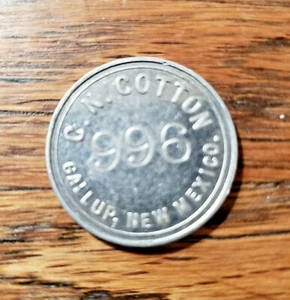 C. N. COTTON
996
GALLUP, NEW MEXICO.